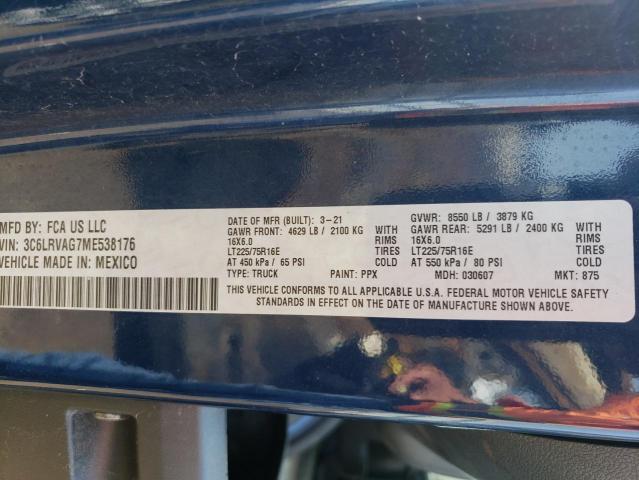 MFD BY: FCA US LLC
VIN: 3C6LRVAG7ME538176
VEHICLE MADE IN: MEXICO
DATE OF MFR (BUILT): 3-21 GVWR: 8550 LB / 3879 KG
GAWR FRONT: 4629 LB / 2100 KG WITH GAWR REAR: 5291 LB / 2400 KG WITH
16X6.0 RIMS 16X6.0 RIMS
LT225/75R16E TIRES LT225/75R16E TIRES
AT 450 kPa / 65 PSI COLD AT 550 kPa / 80 PSI COLD
TYPE: TRUCK PAINT: PPX MDH: 030607 MKT: 875
THIS VEHICLE CONFORMS TO ALL APPLICABLE U.S.A. FEDERAL MOTOR VEHICLE SAFETY
STANDARDS IN EFFECT ON THE DATE OF MANUFACTURE SHOWN ABOVE.